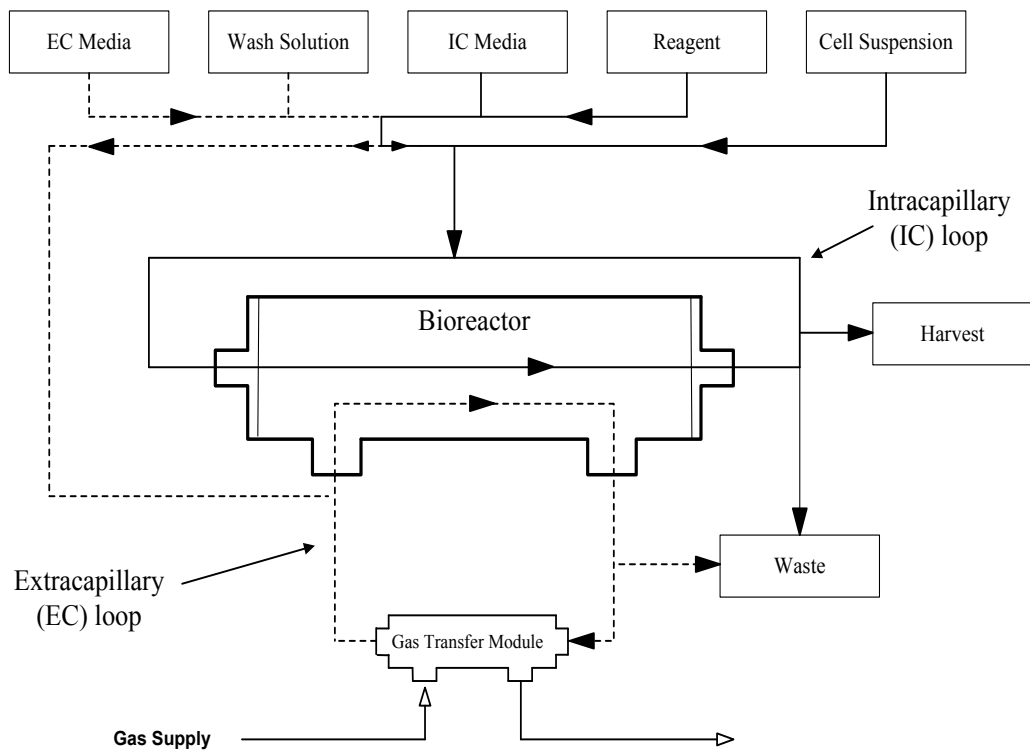 EC Media
Wash Solution
IC Media
Reagent
Cell Suspension
Intracapillary
(IC) loop
Bioreactor
Harvest
Extracapillary
(EC) loop
Waste
Gas Transfer Module
Gas Supply